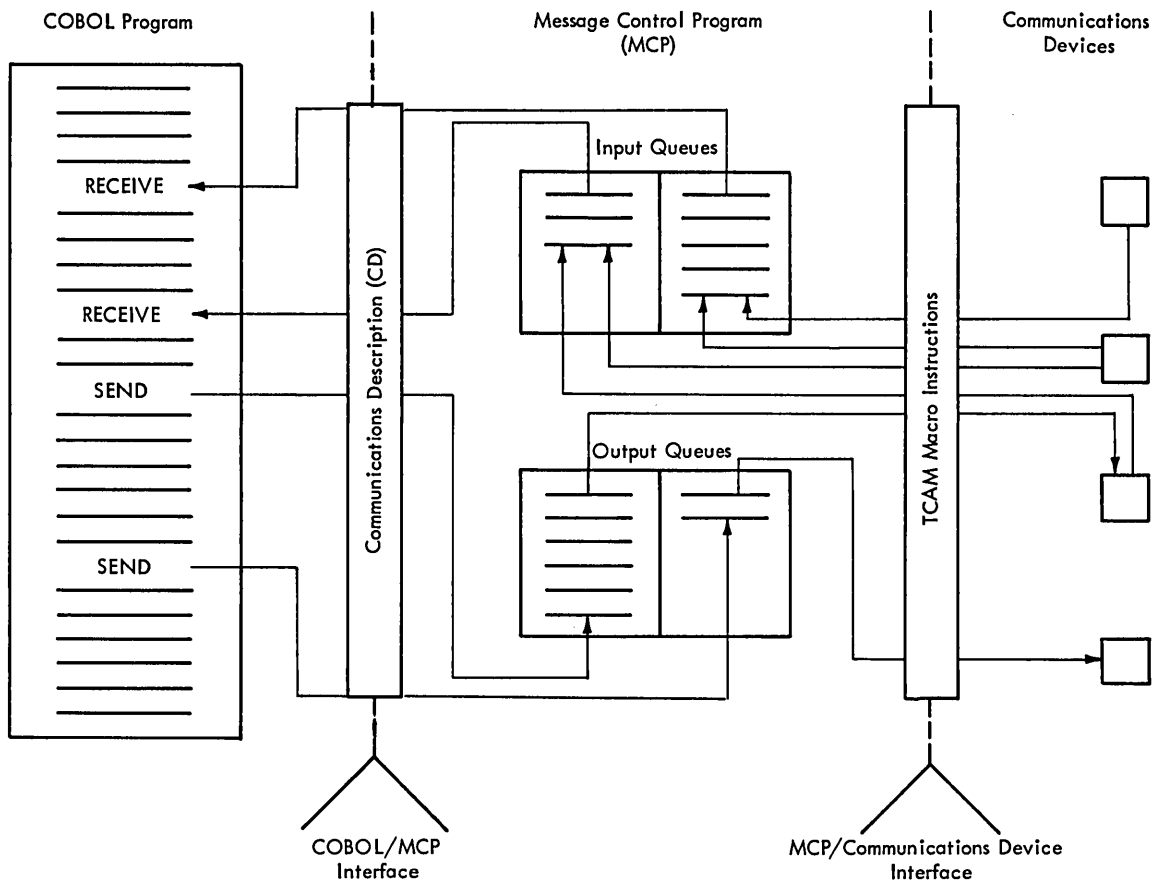 COBOL Program
Message Control Program
(MCP)
Communications
Devices
Input Queues
RECEIVE
RECEIVE
SEND
SEND
Communications Description (CD)
Output Queues
TCAM Macro Instructions
COBOL/MCP
Interface
MCP/Communications Device
Interface